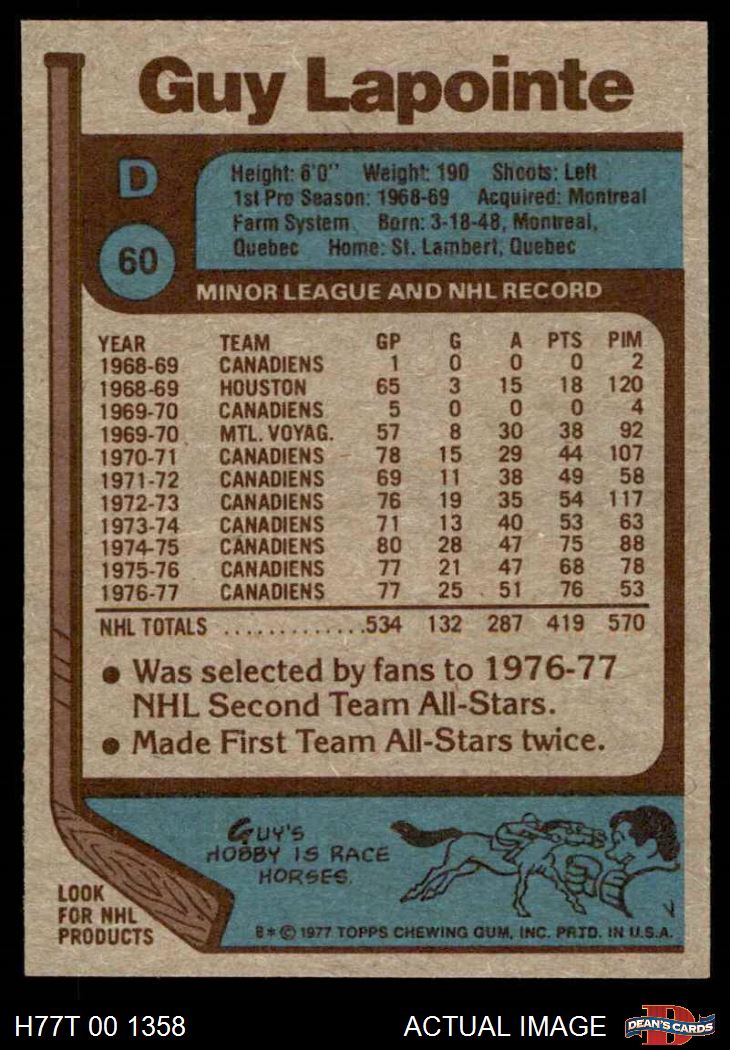 Guy Lapointe
D
60
Height: 6'0" Weight: 190 Shoots: Left
1st Pro Season: 1968-69 Acquired: Montreal
Farm System Born: 3-18-48, Montreal,
Quebec Home: St. Lambert, Quebec
MINOR LEAGUE AND NHL RECORD
YEAR TEAM GP G A PTS PIM
1968-69 CANADIENS 1 0 0 0 2
1968-69 HOUSTON 65 3 15 18 120
1969-70 CANADIENS 5 0 0 0 4
1969-70 MTL. VOYAG. 57 8 30 38 92
1970-71 CANADIENS 78 15 29 44 107
1971-72 CANADIENS 69 11 38 49 58
1972-73 CANADIENS 76 19 35 54 117
1973-74 CANADIENS 71 13 40 53 63
1974-75 CANADIENS 80 28 47 75 88
1975-76 CANADIENS 77 21 47 68 78
1976-77 CANADIENS 77 25 51 76 53
NHL TOTALS .............534 132 287 419 570
• Was selected by fans to 1976-77
NHL Second Team All-Stars.
• Made First Team All-Stars twice.
GUY'S
HOBBY IS RACE
HORSES.
LOOK
FOR NHL
PRODUCTS
B * © 1977 TOPPS CHEWING GUM, INC. PRTD. IN U.S.A.
H77T 00 1358 ACTUAL IMAGE
D
DEAN'S CARDS